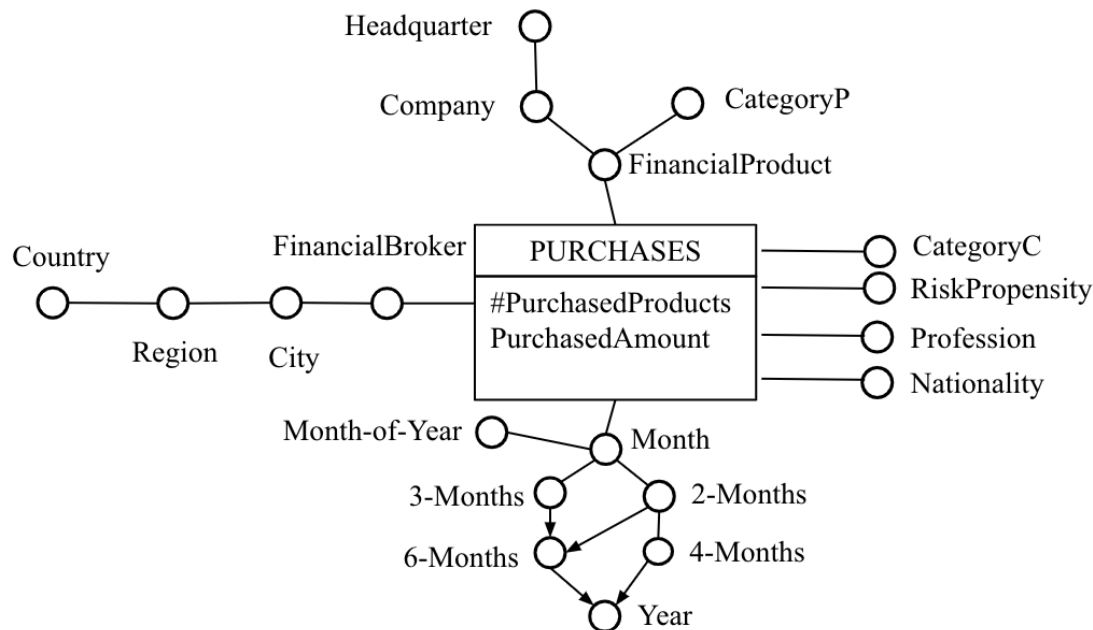 Headquarter
Company
CategoryP
FinancialProduct
Country
FinancialBroker
PURCHASES
CategoryC
#PurchasedProducts
RiskPropensity
PurchasedAmount
Profession
Region
City
Nationality
Month-of-Year
Month
3-Months
2-Months
6-Months
4-Months
Year